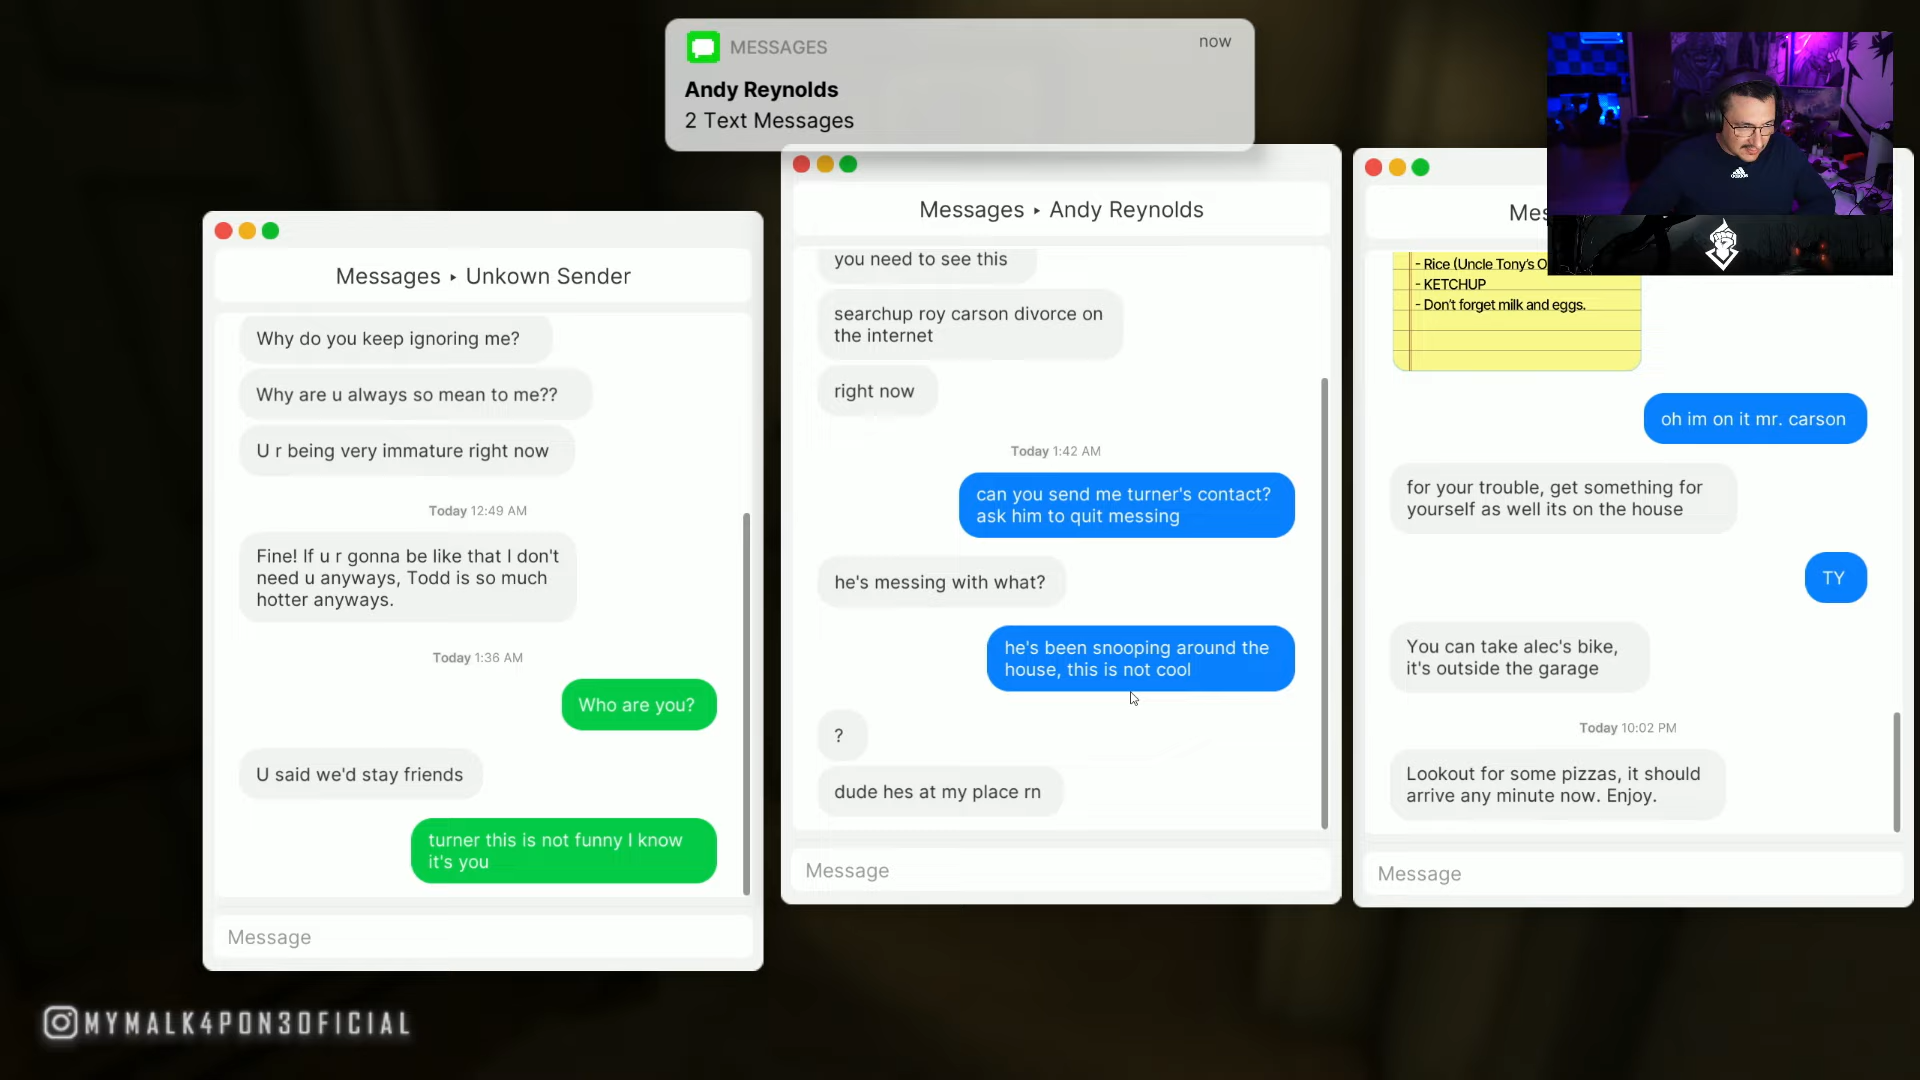 MESSAGES
now
Andy Reynolds
2 Text Messages
Messages ▸ Unkown Sender
Why do you keep ignoring me?
Why are u always so mean to me??
U r being very immature right now
Today 12:49 AM
Fine! If u r gonna be like that I don't
need u anyways, Todd is so much
hotter anyways.
Today 1:36 AM
Who are you?
U said we'd stay friends
turner this is not funny I know
it's you
Message
Messages ▸ Andy Reynolds
you need to see this
searchup roy carson divorce on
the internet
right now
Today 1:42 AM
can you send me turner's contact?
ask him to quit messing
he's messing with what?
he's been snooping around the
house, this is not cool
?
dude hes at my place rn
Message
- Rice (Uncle Tony's
- KETCHUP
- Don't forget milk and eggs.
oh im on it mr. carson
for your trouble, get something for
yourself as well its on the house
TY
You can take alec's bike,
it's outside the garage
Today 10:02 PM
Lookout for some pizzas, it should
arrive any minute now. Enjoy.
Message
MYMALK4PON3OFICIAL